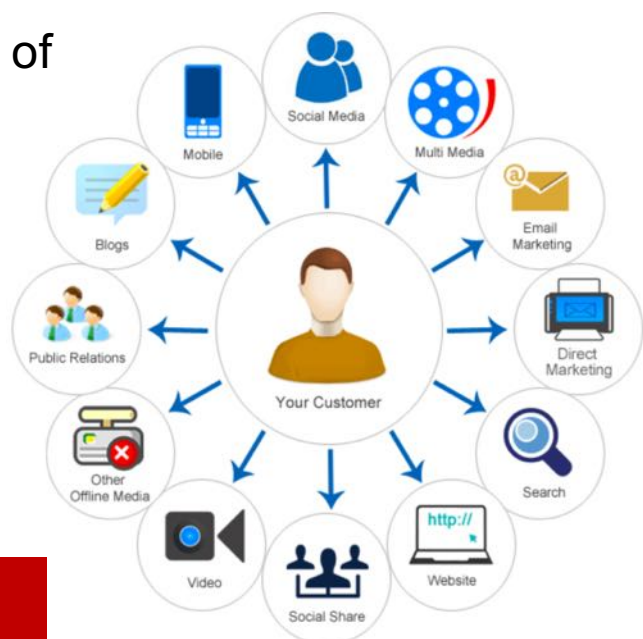 of
Social Media
Multi Media
@
Email
Marketing
Direct
Marketing
Search
http://
Website
Social Share
Video
Other
Offline Media
Public Relations
Blogs
Mobile
Your Customer